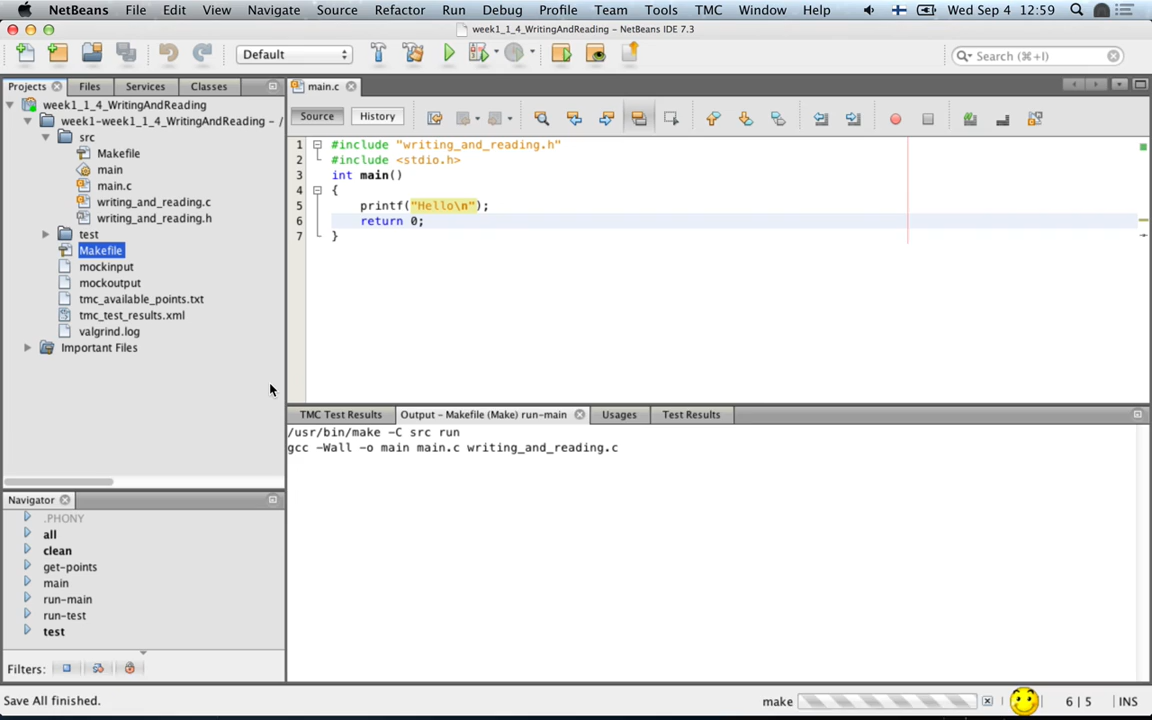 NetBeans File Edit View Navigate Source Refactor Run Debug Profile Team Tools TMC Window Help Wed Sep 4 12:59
week1_1_4_WritingAndReading – NetBeans IDE 7.3
Default
Search (⌘+I)
Projects Files Services Classes
main.c
week1_1_4_WritingAndReading
week1-week1_1_4_WritingAndReading – /
src
Makefile
main
main.c
writing_and_reading.c
writing_and_reading.h
test
Makefile
mockinput
mockoutput
tmc_available_points.txt
tmc_test_results.xml
valgrind.log
Important Files
Source History
1 #include "writing_and_reading.h"
2 #include <stdio.h>
3 int main()
4 {
5 printf("Hello\n");
6 return 0;
7 }
TMC Test Results Output – Makefile (Make) run-main Usages Test Results
/usr/bin/make -C src run
gcc -Wall -o main main.c writing_and_reading.c
Navigator
.PHONY
all
clean
get-points
main
run-main
run-test
test
Filters:
Save All finished.
make
6 | 5 INS